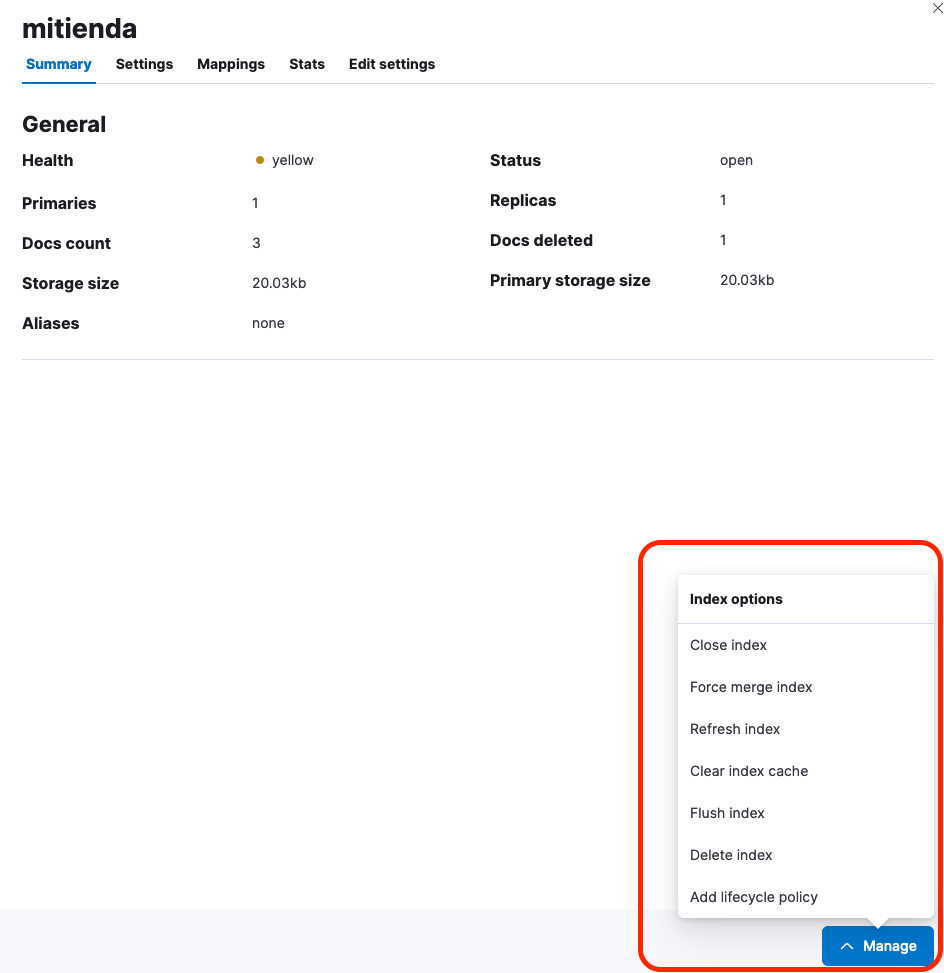 mitienda
Summary Settings Mappings Stats Edit settings
General
Health yellow Status open
Primaries 1 Replicas 1
Docs count 3 Docs deleted 1
Storage size 20.03kb Primary storage size 20.03kb
Aliases none
Index options
Close index
Force merge index
Refresh index
Clear index cache
Flush index
Delete index
Add lifecycle policy
Manage